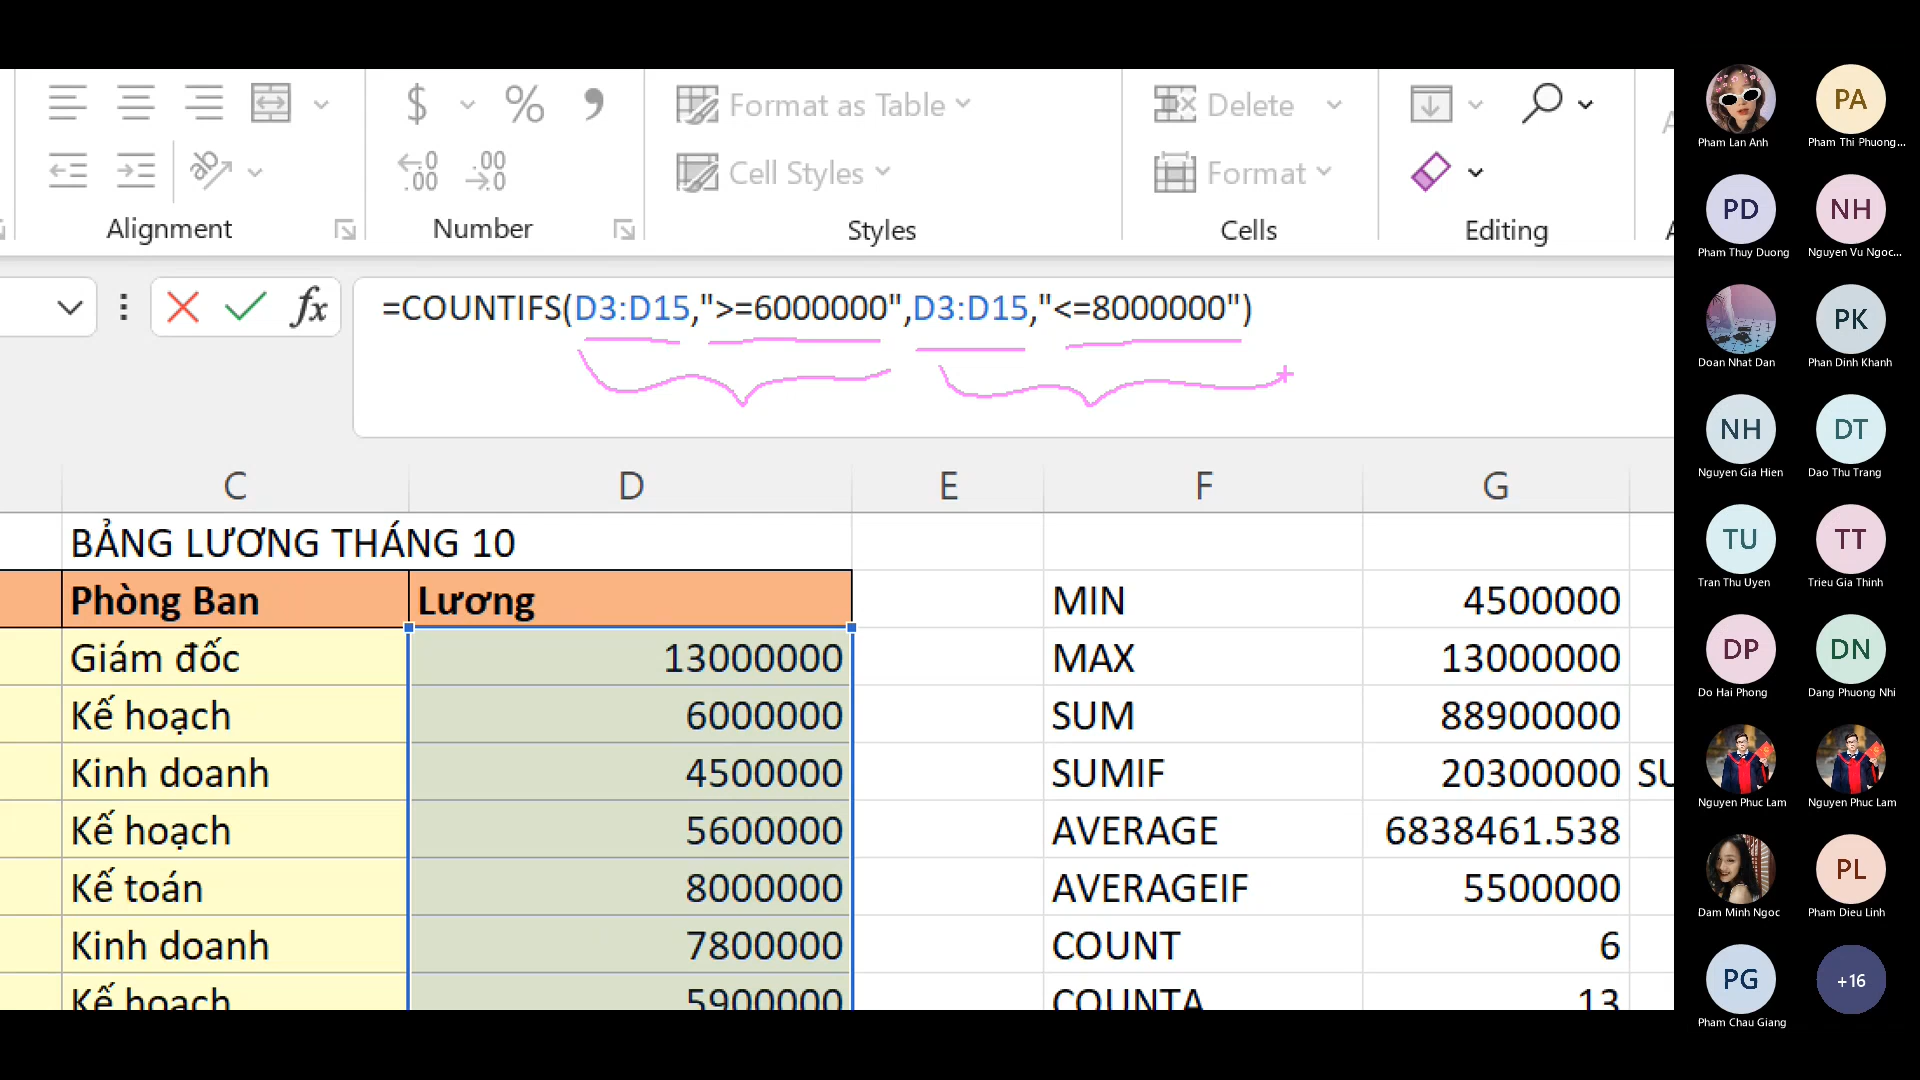 Format as Table
Delete
Cell Styles
Format
Alignment
Number
Styles
Cells
Editing
=COUNTIFS(D3:D15,">=6000000",D3:D15,"<=8000000")
C D E F G
BẢNG LƯƠNG THÁNG 10
Phòng Ban Lương MIN 4500000
Giám đốc 13000000 MAX 13000000
Kế hoạch 6000000 SUM 88900000
Kinh doanh 4500000 SUMIF 20300000 SU
Kế hoạch 5600000 AVERAGE 6838461.538
Kế toán 8000000 AVERAGEIF 5500000
Kinh doanh 7800000 COUNT 6
Kế hoạch 5900000 COUNTA 13
PA
Pham Lan Anh Pham Thi Phuong...
PD NH
Pham Thuy Duong Nguyen Vu Ngoc...
PK
Doan Nhat Dan Phan Dinh Khanh
NH DT
Nguyen Gia Hien Dao Thu Trang
TU TT
Tran Thu Uyen Trieu Gia Thinh
DP DN
Do Hai Phong Dang Phuong Nhi
Nguyen Phuc Lam Nguyen Phuc Lam
PL
Dam Minh Ngoc Pham Dieu Linh
PG +16
Pham Chau Giang